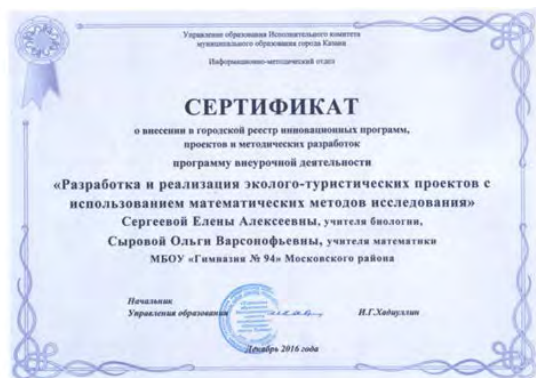 Управление образования Исполнительного комитета
муниципального образования города Казани
Информационно-методический отдел
СЕРТИФИКАТ
о внесении в городской реестр инновационных программ,
проектов и методических разработок
программу внеурочной деятельности
«Разработка и реализация эколого-туристических проектов с
использованием математических методов исследования»
Сергеевой Елены Алексеевны, учителя биологии,
Сыровой Ольги Варсонофьевны, учителя математики
МБОУ «Гимназия № 94» Московского района
Начальник
Управления образования И.Г.Хадиуллин
Декабрь 2016 года